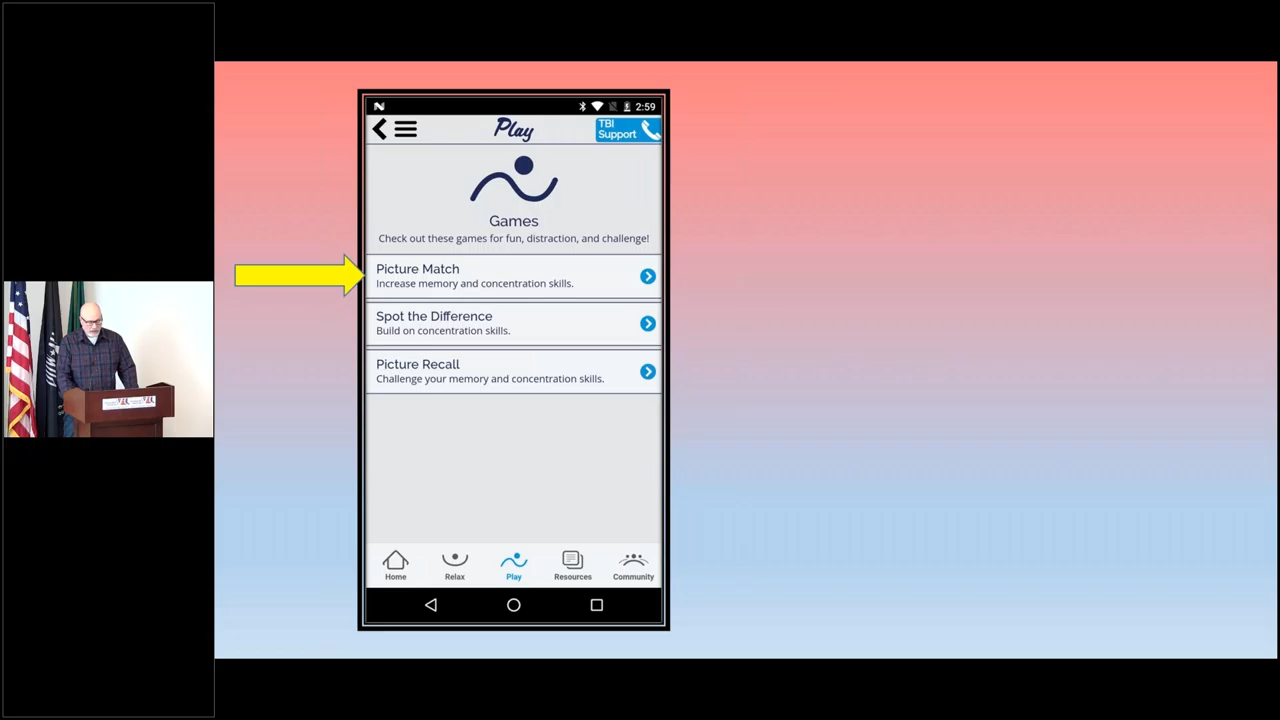 2:59
Play
TBI
Support
Games
Check out these games for fun, distraction, and challenge!
Picture Match
Increase memory and concentration skills.
Spot the Difference
Build on concentration skills.
Picture Recall
Challenge your memory and concentration skills.
Home
Relax
Play
Resources
Community